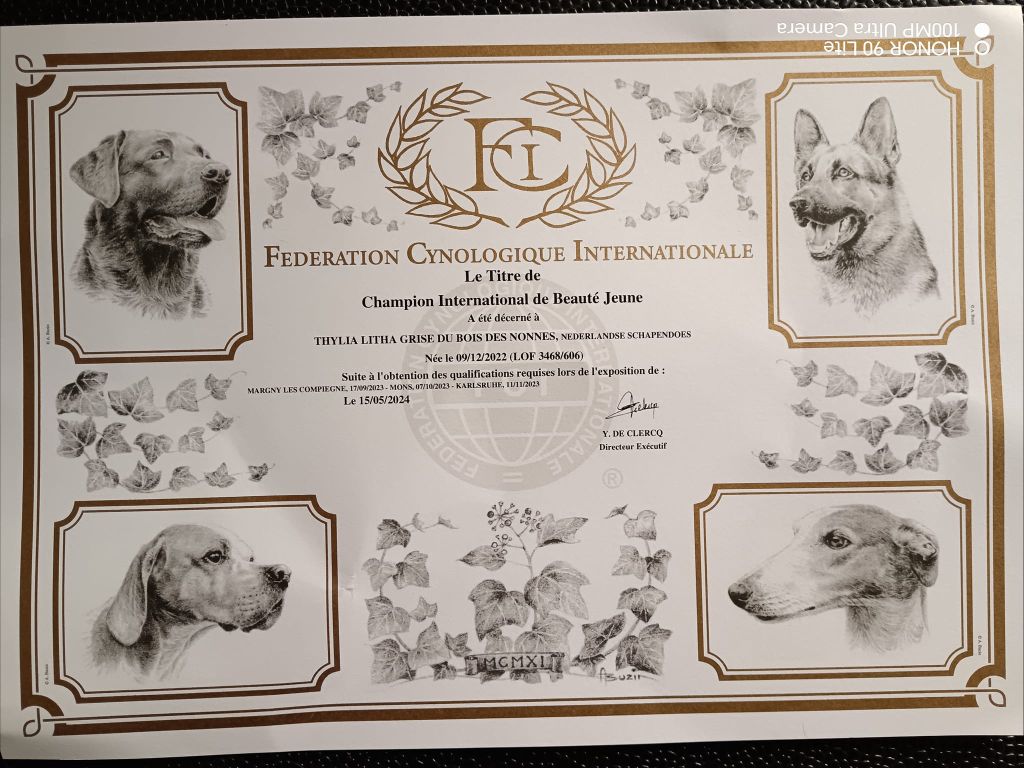 HONOR 90 Lite
100MP Ultra Camera
FCI
FEDERATION CYNOLOGIQUE INTERNATIONALE
Le Titre de
Champion International de Beauté Jeune
A été décerné à
THYLIA LITHA GRISE DU BOIS DES NONNES, NEDERLANDSE SCHAPENDOES
Née le 09/12/2022 (LOF 3468/606)
Suite à l'obtention des qualifications requises lors de l'exposition de :
MARGNY LES COMPIEGNE, 17/09/2023 - MONS, 07/10/2023 - KARLSRUHE, 11/11/2023
Le 15/05/2024
Y. DE CLERCQ
Directeur Exécutif
®
MCMXI